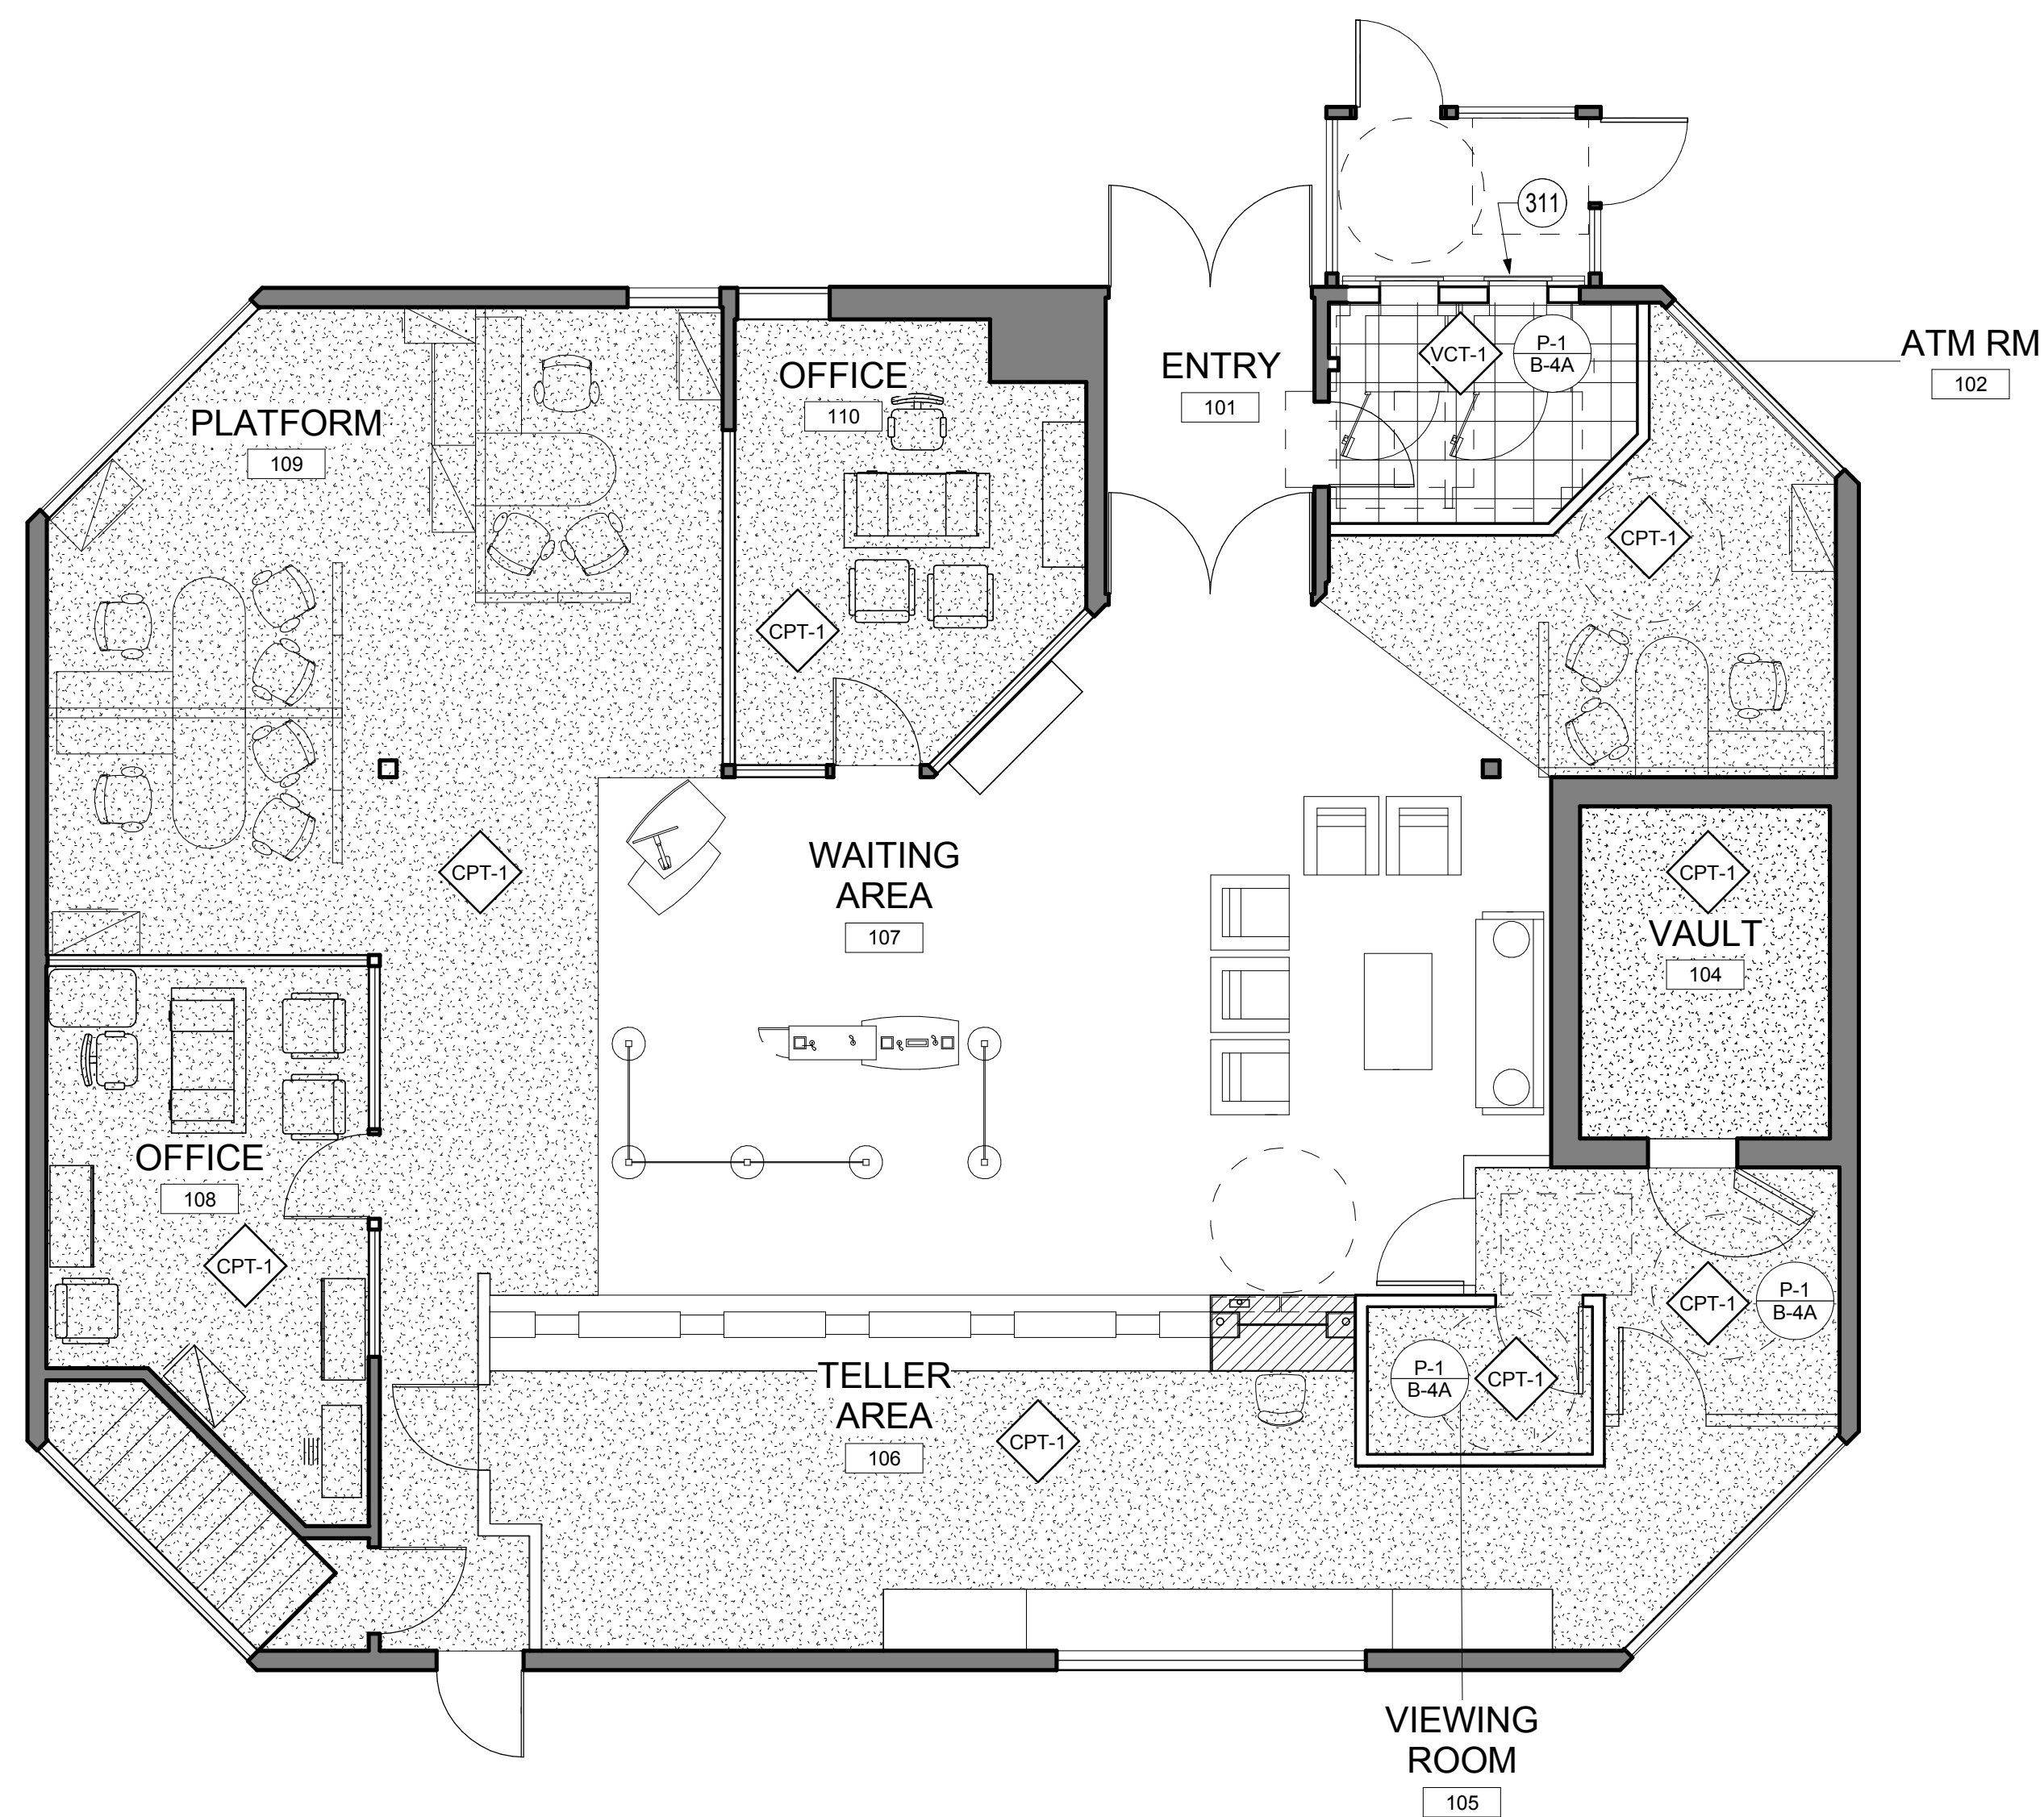 311
VCT-1
P-1
B-4A
ATM RM
102
ENTRY
101
OFFICE
110
PLATFORM
109
CPT-1
CPT-1
WAITING
AREA
107
CPT-1
CPT-1
VAULT
104
OFFICE
108
CPT-1
CPT-1
P-1
B-4A
TELLER
AREA
106
CPT-1
P-1
B-4A
CPT-1
VIEWING
ROOM
105